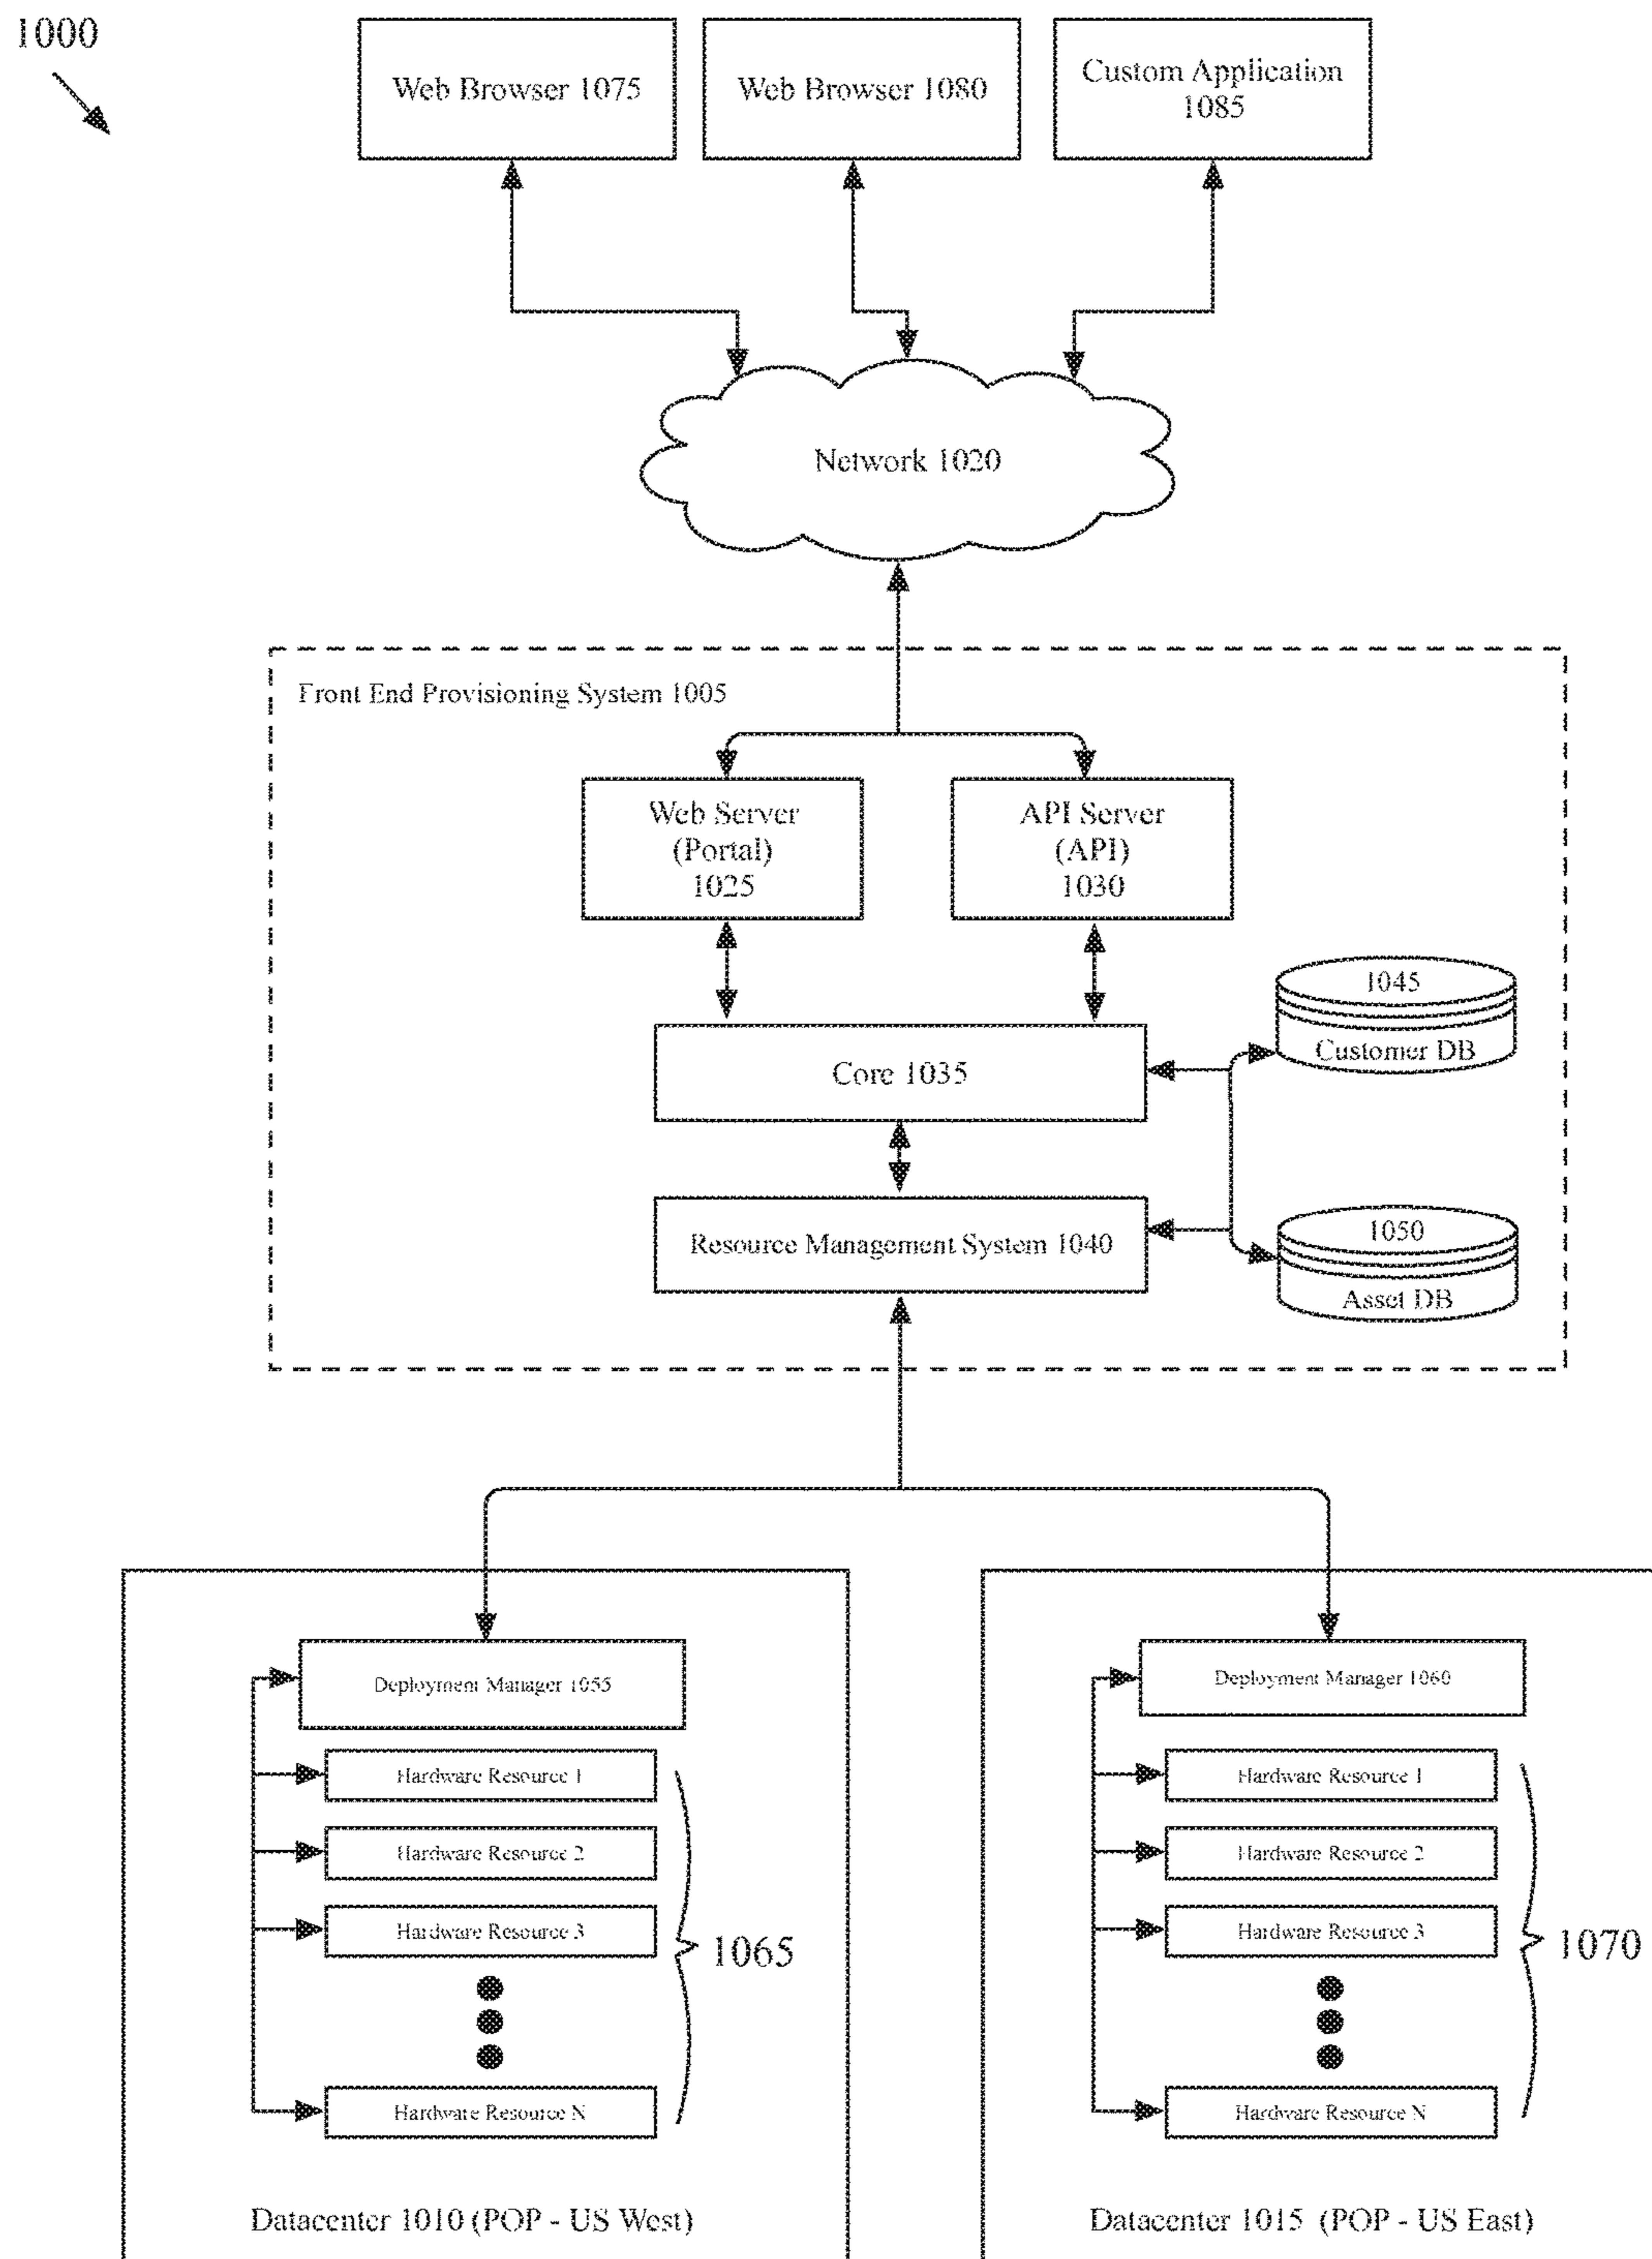 1000
Web Browser 1075
Web Browser 1080
Custom Application
1085
Network 1020
Front End Provisioning System 1005
Web Server
(Portal)
1025
API Server
(API)
1030
1045
Customer DB
Core 1035
Resource Management System 1040
1050
Asset DB
Deployment Manager 1055
Hardware Resource 1
Hardware Resource 2
Hardware Resource 3
1065
Hardware Resource N
Datacenter 1010 (POP - US West)
Deployment Manager 1060
Hardware Resource 1
Hardware Resource 2
Hardware Resource 3
1070
Hardware Resource N
Datacenter 1015 (POP - US East)